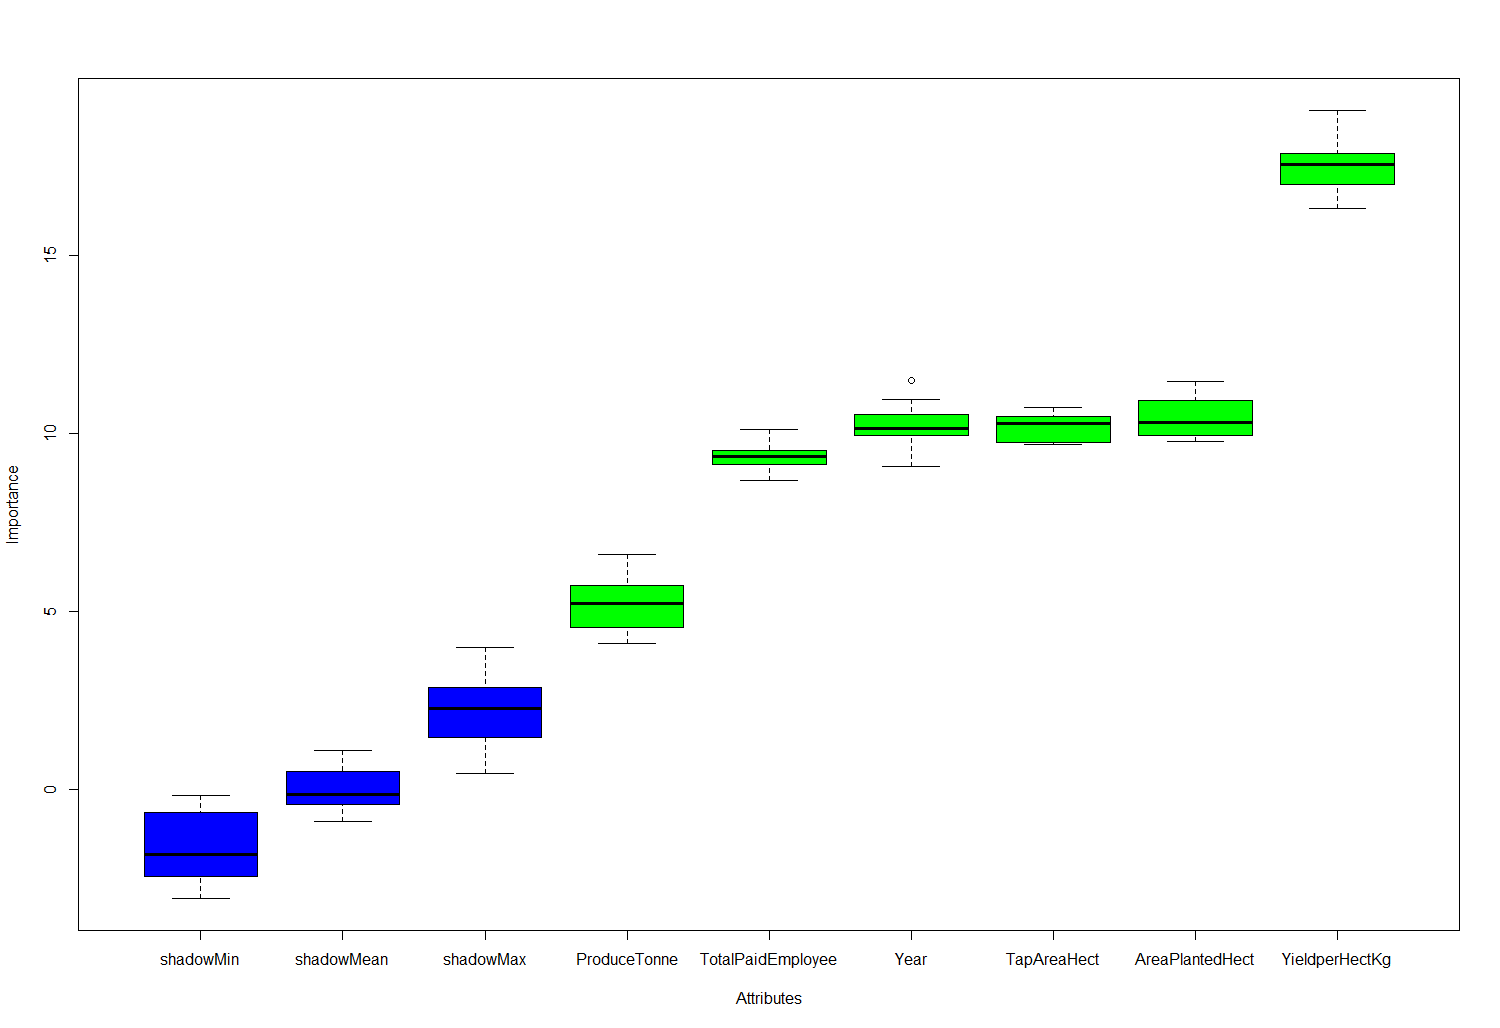 Importance
15
10
5
0
shadowMin shadowMean shadowMax ProduceTonne TotalPaidEmployee Year TapAreaHect AreaPlantedHect YieldperHectKg
Attributes